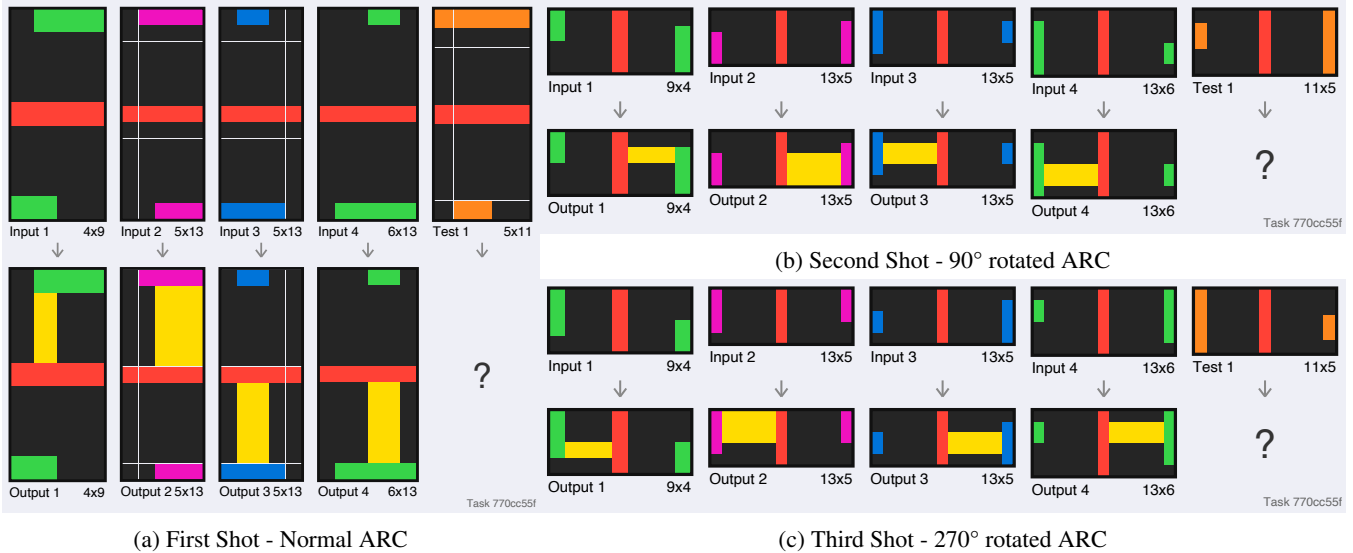 Input 1 4x9 Input 2 5x13 Input 3 5x13 Input 4 6x13 Test 1 5x11
?
Output 1 4x9 Output 2 5x13 Output 3 5x13 Output 4 6x13
Task 770cc55f
(a) First Shot - Normal ARC
Input 1 9x4 Input 2 13x5 Input 3 13x5 Input 4 13x6 Test 1 11x5
?
Output 1 9x4 Output 2 13x5 Output 3 13x5 Output 4 13x6
Task 770cc55f
(b) Second Shot - 90° rotated ARC
Input 1 9x4 Input 2 13x5 Input 3 13x5 Input 4 13x6 Test 1 11x5
?
Output 1 9x4 Output 2 13x5 Output 3 13x5 Output 4 13x6
Task 770cc55f
(c) Third Shot - 270° rotated ARC